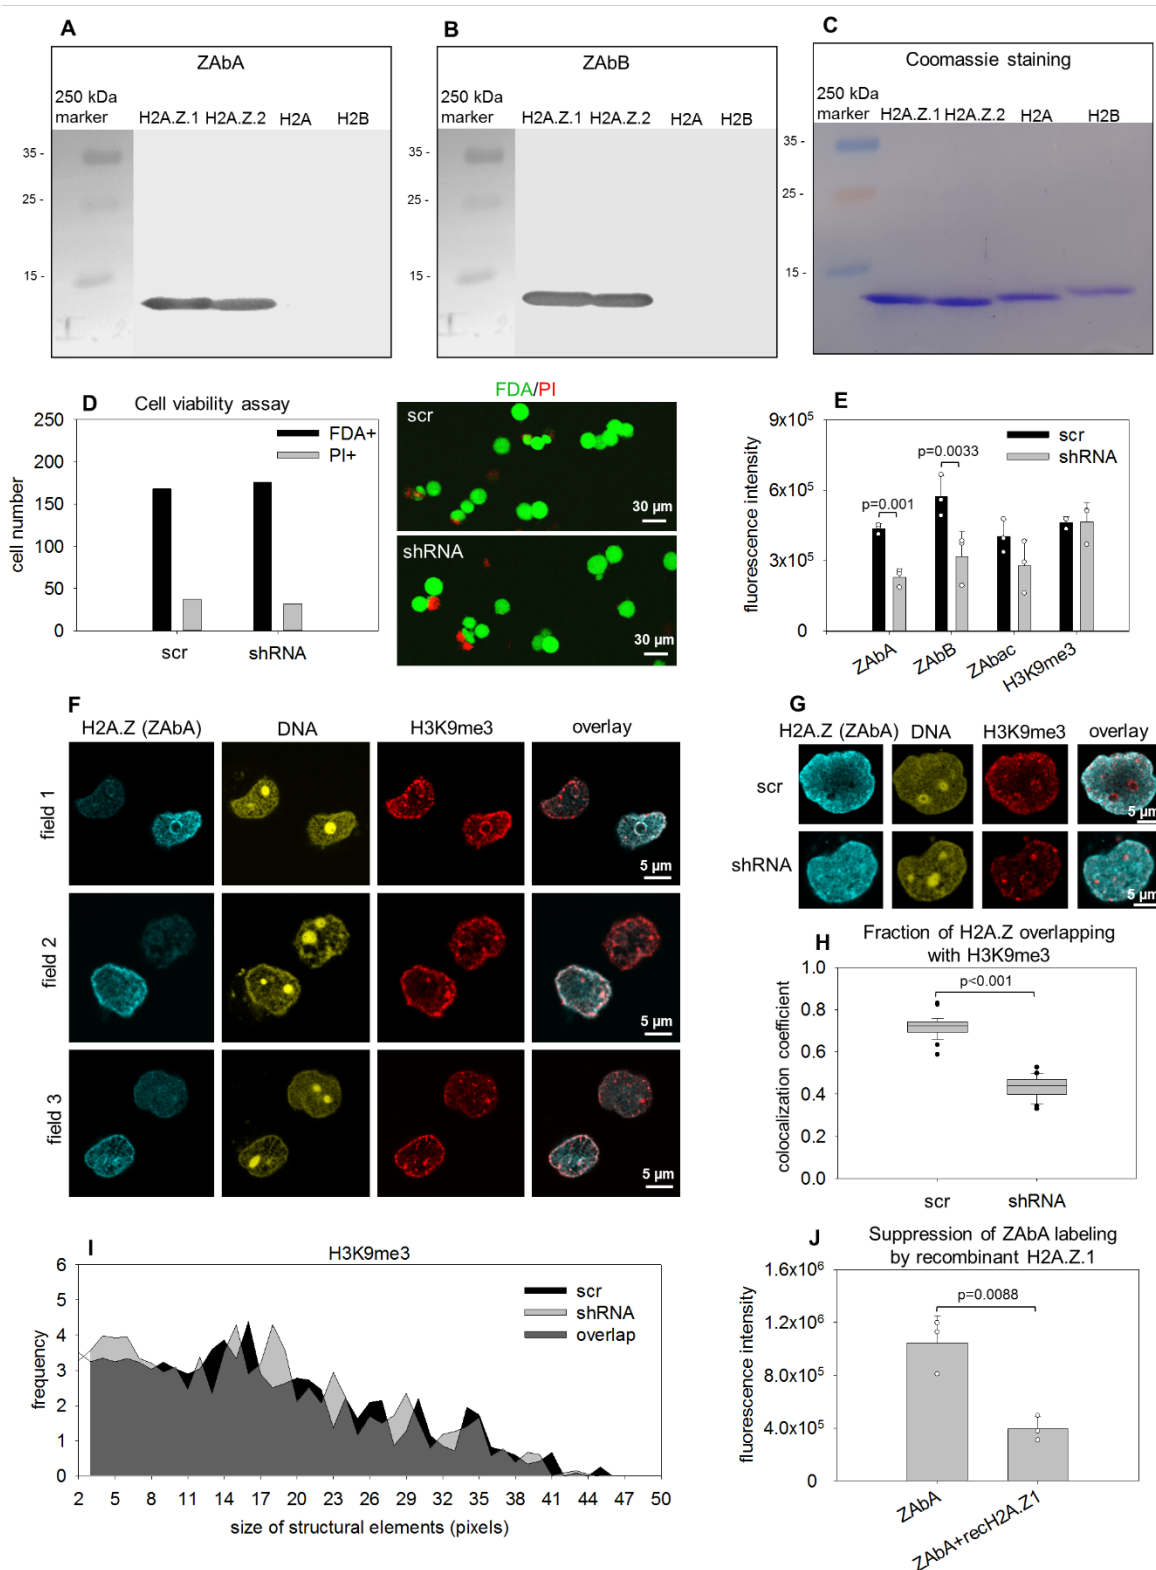 A
ZAbA
250 kDa
marker
H2A.Z.1 H2A.Z.2 H2A H2B
35 -
25 -
15 -
B
ZAbB
250 kDa
marker
H2A.Z.1 H2A.Z.2 H2A H2B
35 -
25 -
15 -
C
Coomassie staining
250 kDa
marker
H2A.Z.1 H2A.Z.2 H2A H2B
35 -
25 -
15 -
D
Cell viability assay
250
200
150
100
50
0
cell number
FDA+
PI+
scr shRNA
FDA/PI
scr
30 µm
shRNA
30 µm
E
9x10⁵
6x10⁵
3x10⁵
0
fluorescence intensity
scr
shRNA
p=0.001
p=0.0033
ZAbA
ZAbB
ZAbac
H3K9me3
F
H2A.Z (ZAbA) DNA H3K9me3 overlay
field 1
5 µm
field 2
5 µm
field 3
5 µm
G
H2A.Z (ZAbA) DNA H3K9me3 overlay
scr
5 µm
shRNA
5 µm
H
Fraction of H2A.Z overlapping
with H3K9me3
1.0
0.8
0.6
0.4
0.2
0.0
colocalization coefficient
p<0.001
scr shRNA
I
H3K9me3
6
5
4
3
2
1
0
frequency
scr
shRNA
overlap
2 5 8 11 14 17 20 23 26 29 32 35 38 41 44 47 50
size of structural elements (pixels)
J
Suppression of ZAbA labeling
by recombinant H2A.Z.1
1.6x10⁶
1.2x10⁶
8.0x10⁵
4.0x10⁵
0
fluorescence intensity
p=0.0088
ZAbA
ZAbA+recH2A.Z1